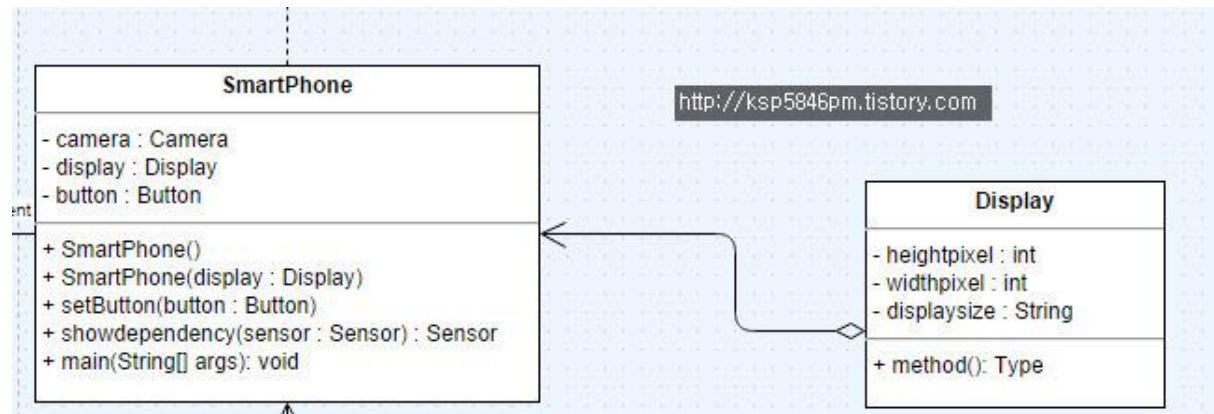 SmartPhone
- camera : Camera
- display : Display
- button : Button
ent
+ SmartPhone()
+ SmartPhone(display : Display)
+ setButton(button : Button)
+ showdependency(sensor : Sensor) : Sensor
+ main(String[] args): void
http://ksp5846pm.tistory.com
Display
- heightpixel : int
- widthpixel : int
- displaysize : String
+ method(): Type